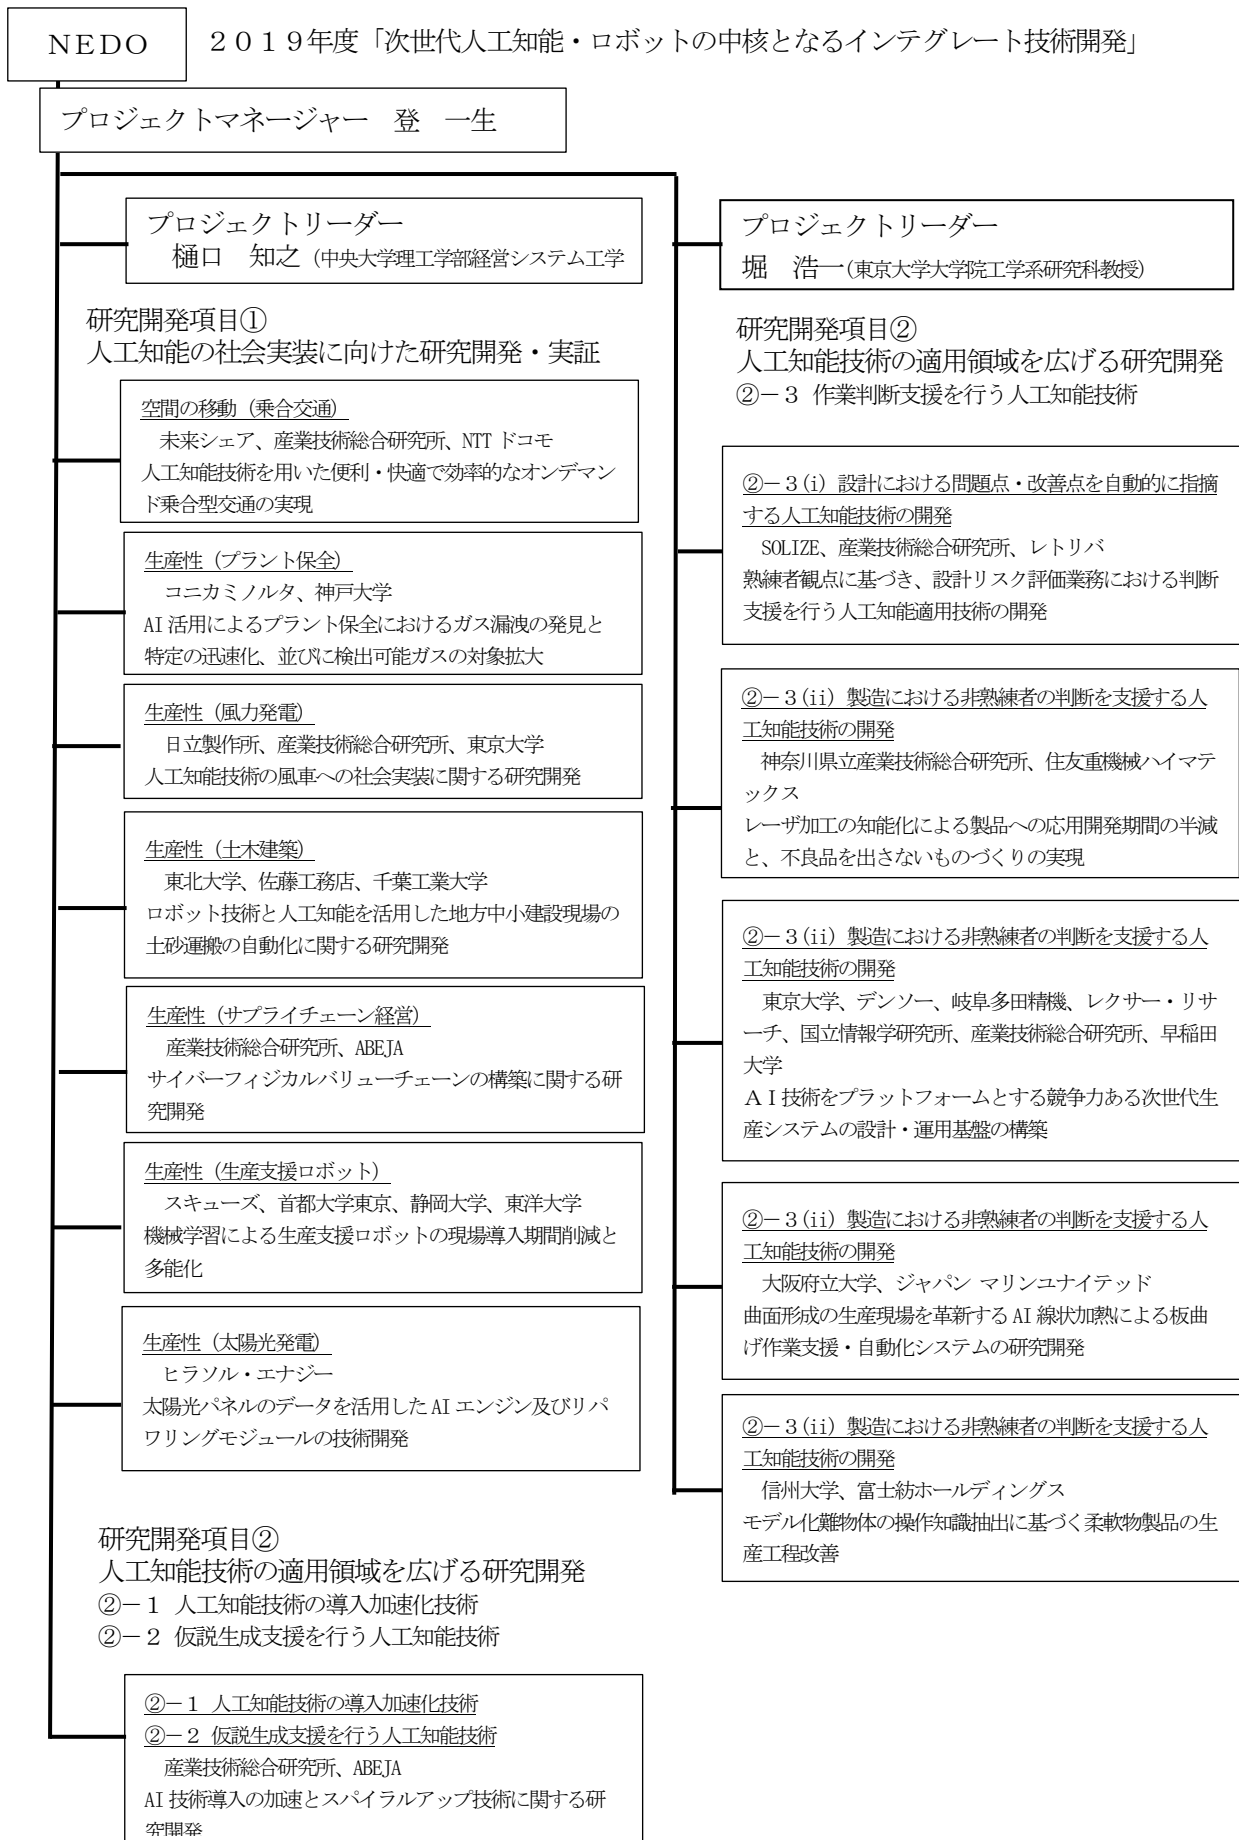 NEDO
2019年度「次世代人工知能・ロボットの中核となるインテグレート技術開発」
プロジェクトマネージャー 登 一生
プロジェクトリーダー
樋口 知之（中央大学理工学部経営システム工学
研究開発項目①
人工知能の社会実装に向けた研究開発・実証
空間の移動（乗合交通）
未来シェア、産業技術総合研究所、NTTドコモ
人工知能技術を用いた便利・快適で効率的なオンデマン
ド乗合型交通の実現
生産性（プラント保全）
コニカミノルタ、神戸大学
AI活用によるプラント保全におけるガス漏洩の発見と
特定の迅速化、並びに検出可能ガスの対象拡大
生産性（風力発電）
日立製作所、産業技術総合研究所、東京大学
人工知能技術の風車への社会実装に関する研究開発
生産性（土木建築）
東北大学、佐藤工務店、千葉工業大学
ロボット技術と人工知能を活用した地方中小建設現場の
土砂運搬の自動化に関する研究開発
生産性（サプライチェーン経営）
産業技術総合研究所、ABEJA
サイバーフィジカルバリューチェーンの構築に関する研
究開発
生産性（生産支援ロボット）
スキューズ、首都大学東京、静岡大学、東洋大学
機械学習による生産支援ロボットの現場導入期間削減と
多能化
生産性（太陽光発電）
ヒラソル・エナジー
太陽光パネルのデータを活用したAIエンジン及びリパ
ワリングモジュールの技術開発
研究開発項目②
人工知能技術の適用領域を広げる研究開発
②－1 人工知能技術の導入加速化技術
②－2 仮説生成支援を行う人工知能技術
②－1 人工知能技術の導入加速化技術
②－2 仮説生成支援を行う人工知能技術
産業技術総合研究所、ABEJA
AI技術導入の加速とスパイラルアップ技術に関する研
究開発
プロジェクトリーダー
堀 浩一(東京大学大学院工学系研究科教授)
研究開発項目②
人工知能技術の適用領域を広げる研究開発
②－3 作業判断支援を行う人工知能技術
②－3(i) 設計における問題点・改善点を自動的に指摘
する人工知能技術の開発
SOLIZE、産業技術総合研究所、レトリバ
熟練者観点に基づき、設計リスク評価業務における判断
支援を行う人工知能適用技術の開発
②－3(ii) 製造における非熟練者の判断を支援する人
工知能技術の開発
神奈川県立産業技術総合研究所、住友重機械ハイマテ
ックス
レーザ加工の知能化による製品への応用開発期間の半減
と、不良品を出さないものづくりの実現
②－3(ii) 製造における非熟練者の判断を支援する人
工知能技術の開発
東京大学、デンソー、岐阜多田精機、レクサー・リサ
ーチ、国立情報学研究所、産業技術総合研究所、早稲田
大学
AI技術をプラットフォームとする競争力ある次世代生
産システムの設計・運用基盤の構築
②－3(ii) 製造における非熟練者の判断を支援する人
工知能技術の開発
大阪府立大学、ジャパン マリンユナイテッド
曲面形成の生産現場を革新するAI線状加熱による板曲
げ作業支援・自動化システムの研究開発
②－3(ii) 製造における非熟練者の判断を支援する人
工知能技術の開発
信州大学、富士紡ホールディングス
モデル化難物体の操作知識抽出に基づく柔軟物製品の生
産工程改善